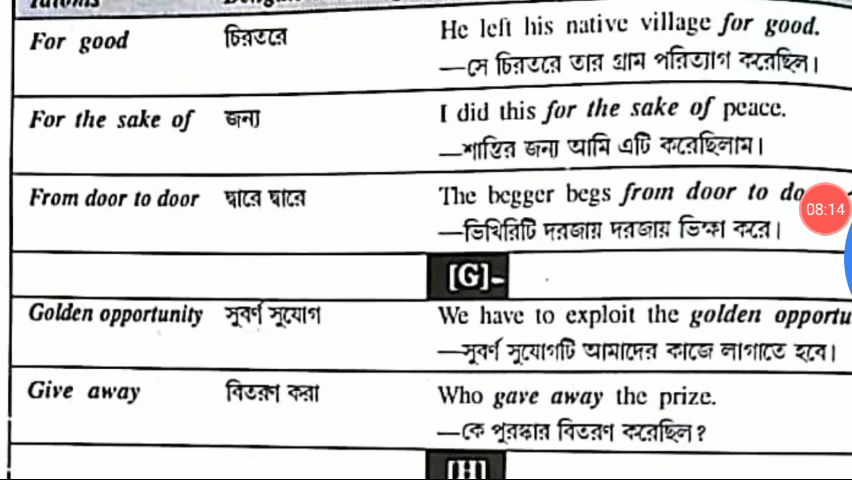 Idioms
For good চিরতরে He left his native village for good.
—সে চিরতরে তার গ্রাম পরিত্যাগ করেছিল।
For the sake of জন্য I did this for the sake of peace.
—শান্তির জন্য আমি এটি করেছিলাম।
From door to door দ্বারে দ্বারে The begger begs from door to do
08:14
—ভিখিরিটি দরজায় দরজায় ভিক্ষা করে।
[G]-
Golden opportunity সুবর্ণ সুযোগ We have to exploit the golden opportu
—সুবর্ণ সুযোগটি আমাদের কাজে লাগাতে হবে।
Give away বিতরণ করা Who gave away the prize.
—কে পুরস্কার বিতরণ করেছিল?
[H]